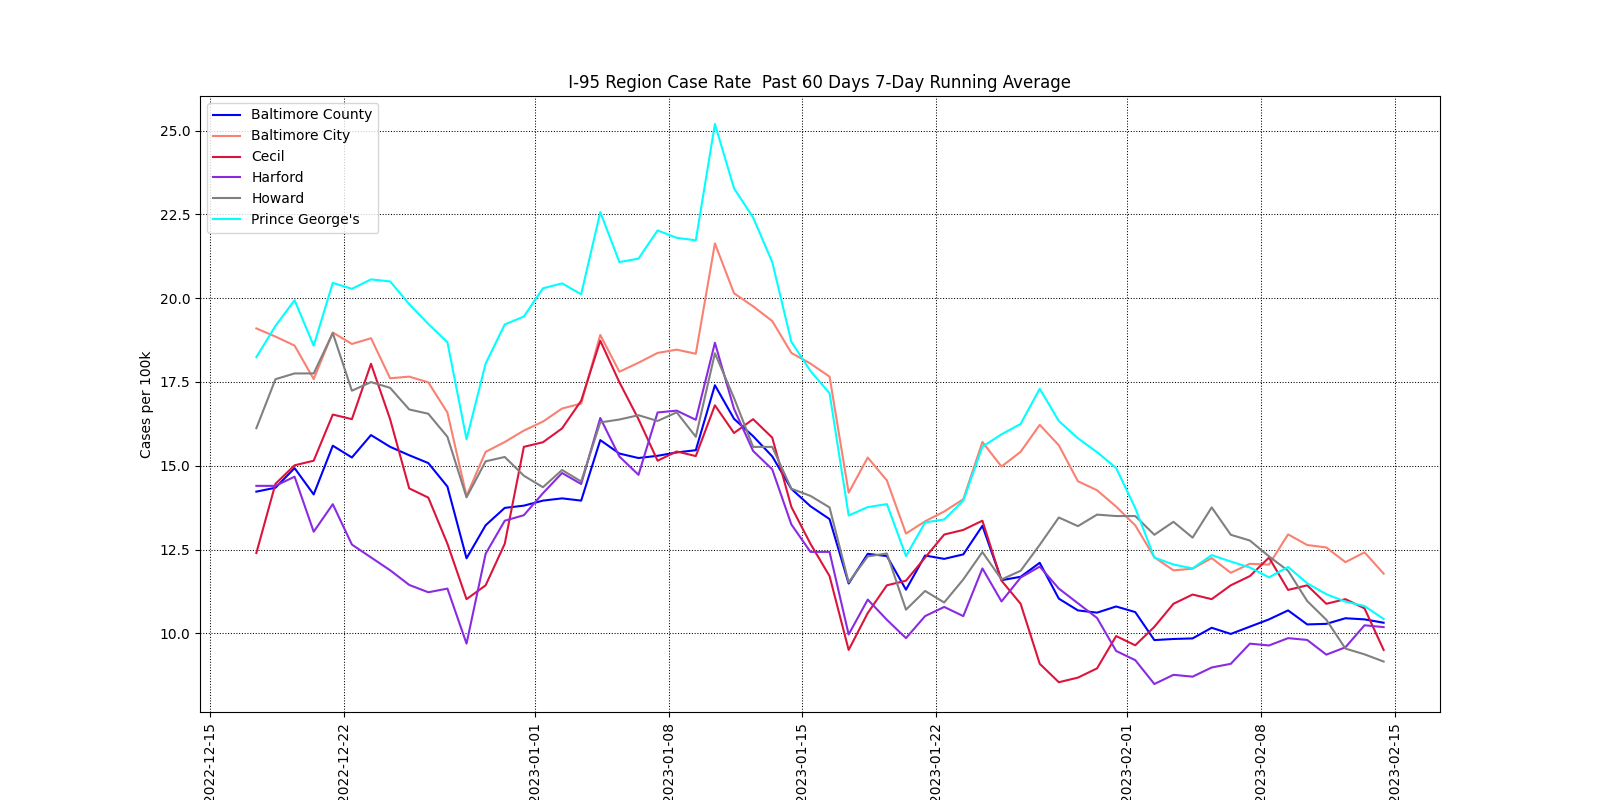 I-95 Region Case Rate  Past 60 Days 7-Day Running Average
Baltimore County
Baltimore City
Cecil
Harford
Howard
Prince George's
Cases per 100k
25.0
22.5
20.0
17.5
15.0
12.5
10.0
2022-12-15
2022-12-22
2023-01-01
2023-01-08
2023-01-15
2023-01-22
2023-02-01
2023-02-08
2023-02-15